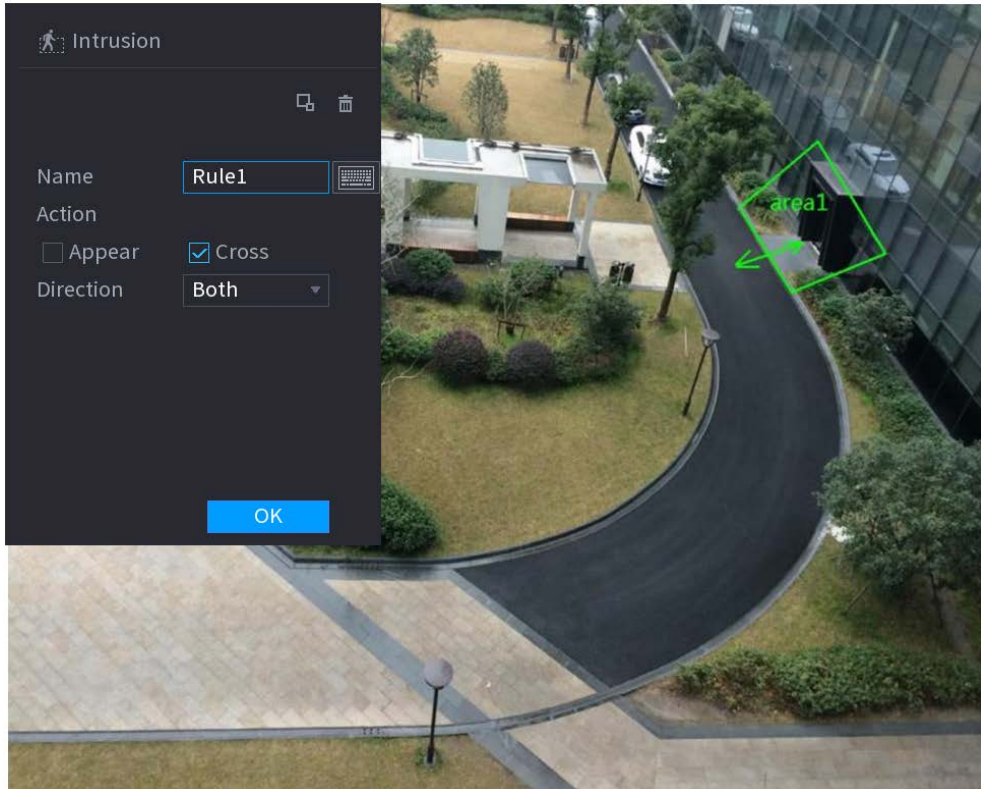 Intrusion
Name Rule1
Action
Appear Cross
Direction Both
OK
area1